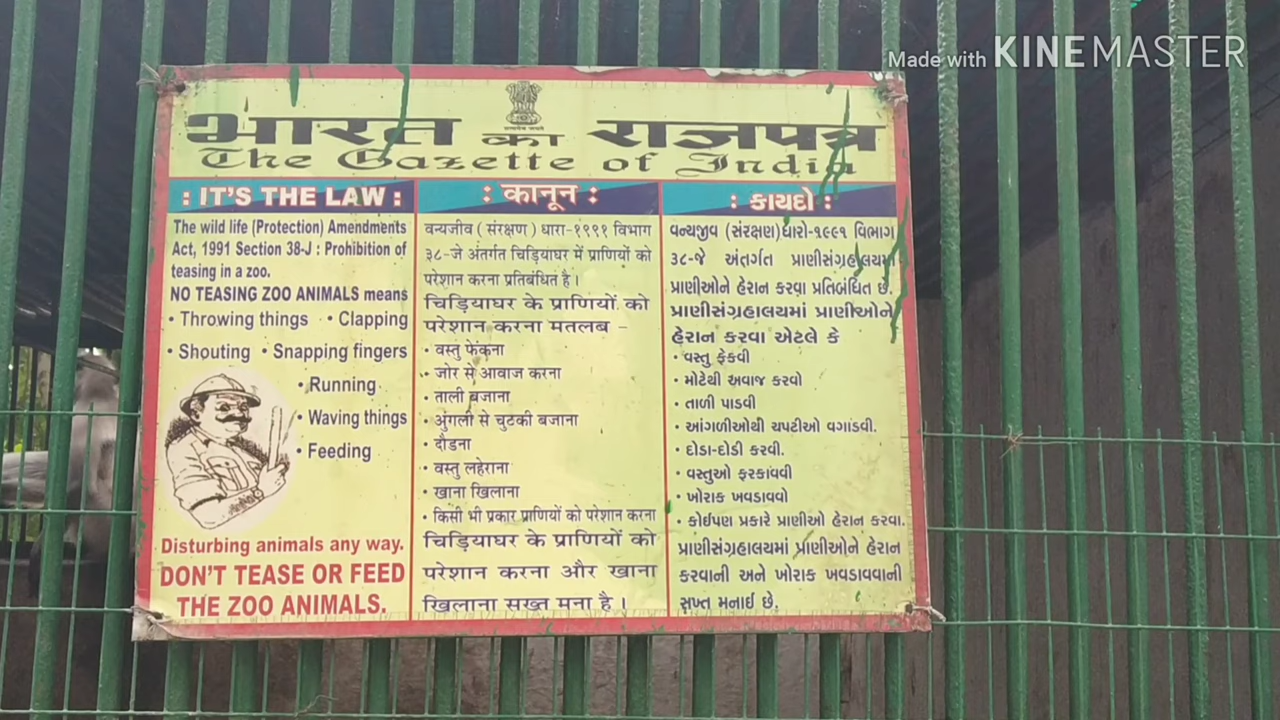 Made with KINEMASTER
सत्यमेव जयते
भारत का राजपत्र
The Gazette of India
: IT'S THE LAW :
The wild life (Protection) Amendments
Act, 1991 Section 38-J : Prohibition of
teasing in a zoo.
NO TEASING ZOO ANIMALS means
• Throwing things • Clapping
• Shouting • Snapping fingers
• Running
• Waving things
• Feeding
Disturbing animals any way.
DON'T TEASE OR FEED
THE ZOO ANIMALS.
: कानून :
वन्यजीव ( संरक्षण ) धारा-१९९१ विभाग
३८-जे अंतर्गत चिड़ियाघर में प्राणियों को
परेशान करना प्रतिबंधित है।
चिड़ियाघर के प्राणियों को
परेशान करना मतलब -
• वस्तु फेंकना
• जोर से आवाज करना
• ताली बजाना
• अुंगली से चुटकी बजाना
• दौडना
• वस्तु लहेराना
• खाना खिलाना
• किसी भी प्रकार प्राणियों को परेशान करना
चिड़ियाघर के प्राणियों को
परेशान करना और खाना
खिलाना सख्त मना है ।
: કાયદો :
વન્યજીવ (સંરક્ષણ)ધારો-૧૯૯૧ વિભાગ
૩૮-જે અંતર્ગત પ્રાણીસંગ્રહાલયમાં
પ્રાણીઓને હેરાન કરવા પ્રતિબંધિત છે.
પ્રાણીસંગ્રહાલયમાં પ્રાણીઓને
હેરાન કરવા એટલે કે
• વસ્તુ ફેંકવી
• મોટેથી અવાજ કરવો
• તાળી પાડવી
• આંગળીઓથી ચપટીઓ વગાંડવી.
• દોડા-દોડી કરવી.
• વસ્તુઓ ફરકાવવી
• ખોરાક ખવડાવવો
• કોઈપણ પ્રકારે પ્રાણીઓ હેરાન કરવા.
પ્રાણીસંગ્રહાલયમાં પ્રાણીઓને હેરાન
કરવાની અને ખોરાક ખવડાવવાની
સખ્ત મનાઈ છે.